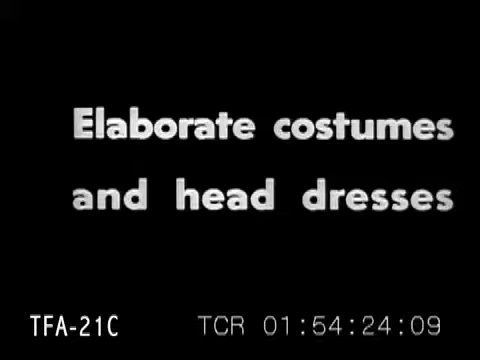 Elaborate costumes
and head dresses
TFA-21C TCR 01:54:24:09